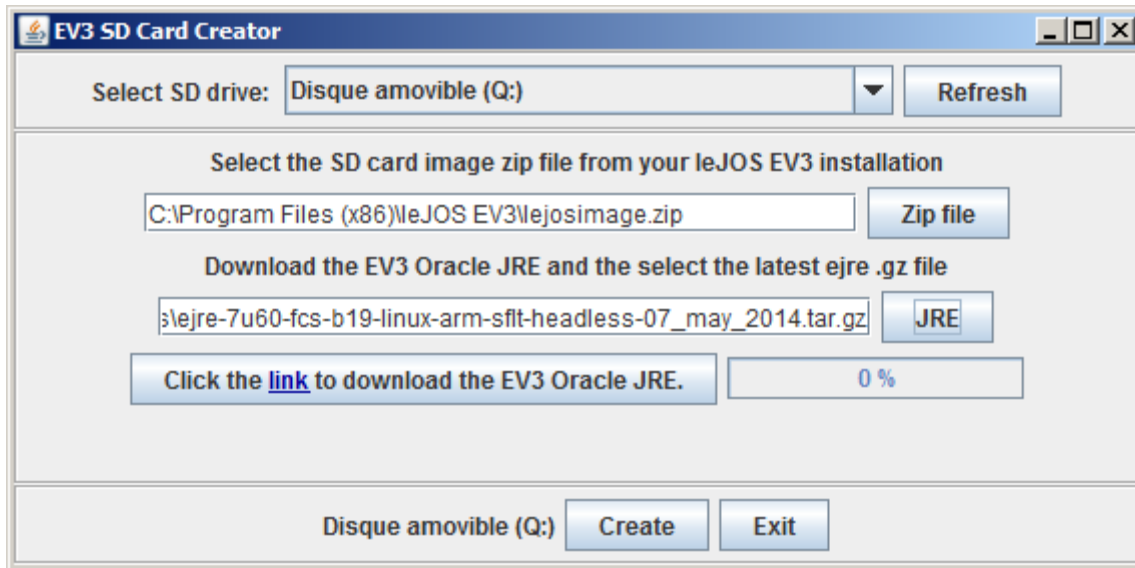 EV3 SD Card Creator
Select SD drive: Disque amovible (Q:) Refresh
Select the SD card image zip file from your leJOS EV3 installation
C:\Program Files (x86)\leJOS EV3\lejosimage.zip Zip file
Download the EV3 Oracle JRE and the select the latest ejre .gz file
s\ejre-7u60-fcs-b19-linux-arm-sflt-headless-07_may_2014.tar.gz JRE
Click the link to download the EV3 Oracle JRE. 0 %
Disque amovible (Q:) Create Exit